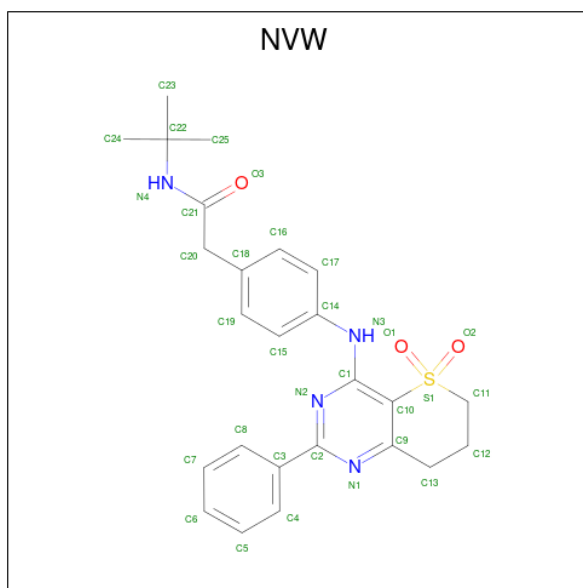 NVW
C23
C24 C22 C25
HN O
N4 O3
C21
C16
C20 C18 C17
C19 C14
C15 NH N3
O1 O2
O O
N2 N C1 S
C10 S1 C11
C8 C9 C12
C7 C3 C2 N
N1 C13
C6 C4
C5